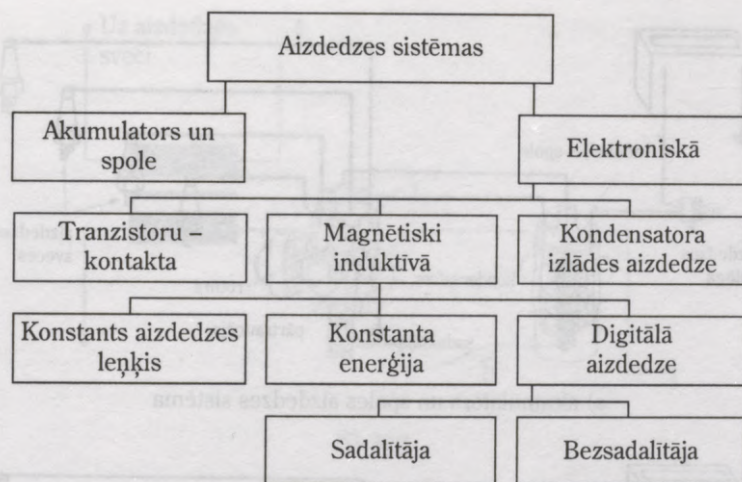 Aizdedzes sistēmas
Akumulators un
spole
Elektroniskā
Tranzistoru -
kontakta
Magnētiski
induktīvā
Kondensatora
izlādes aizdedze
Konstants aizdedzes
leņķis
Konstanta
enerģija
Digitālā
aizdedze
Sadalītāja
Bezsadalītāja